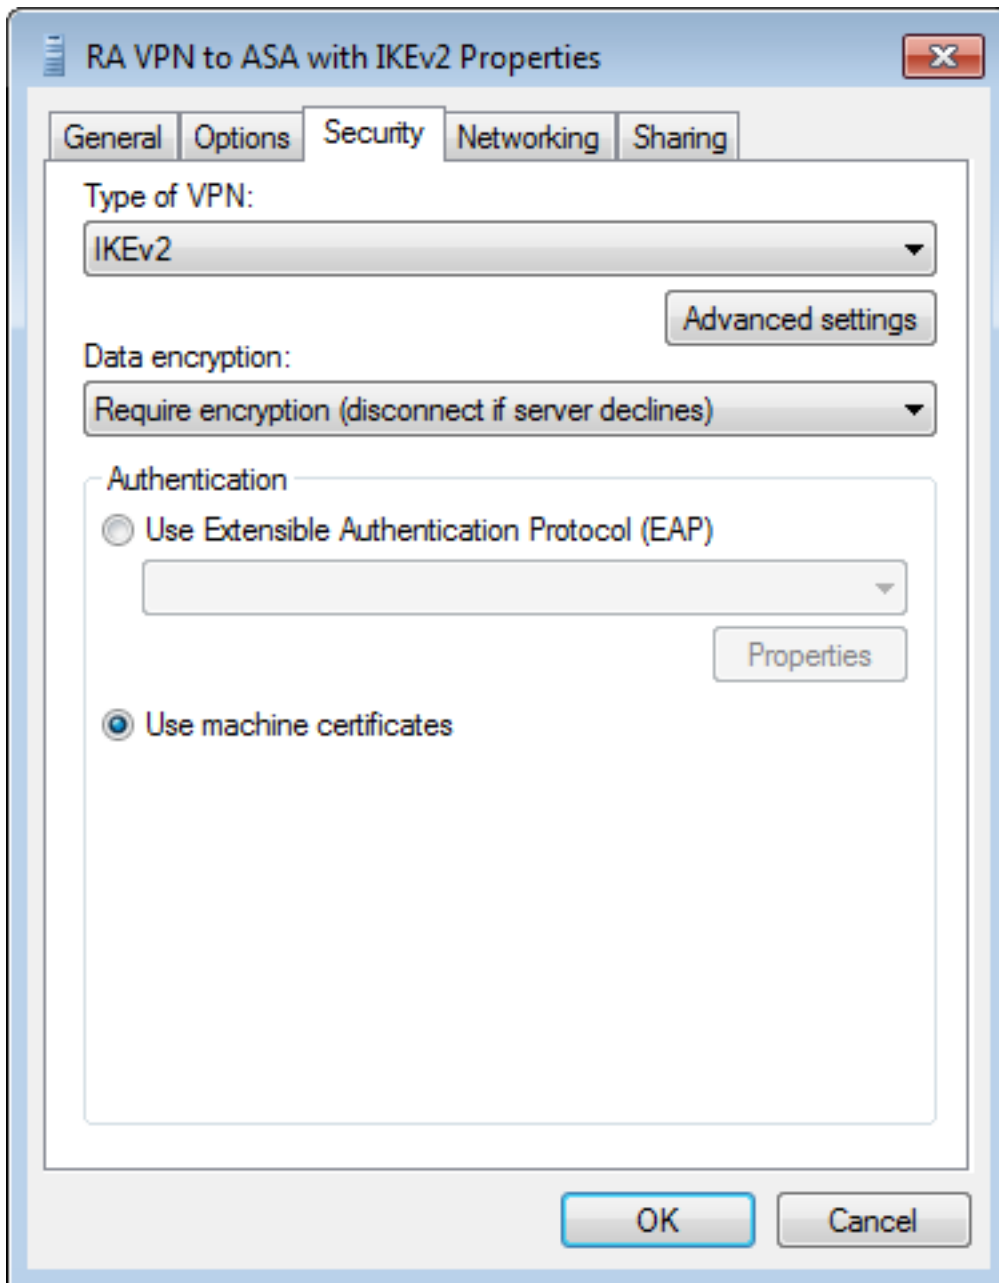 RA VPN to ASA with IKEv2 Properties
General Options Security Networking Sharing
Type of VPN:
IKEv2
Advanced settings
Data encryption:
Require encryption (disconnect if server declines)
Authentication
Use Extensible Authentication Protocol (EAP)
Properties
Use machine certificates
OK Cancel